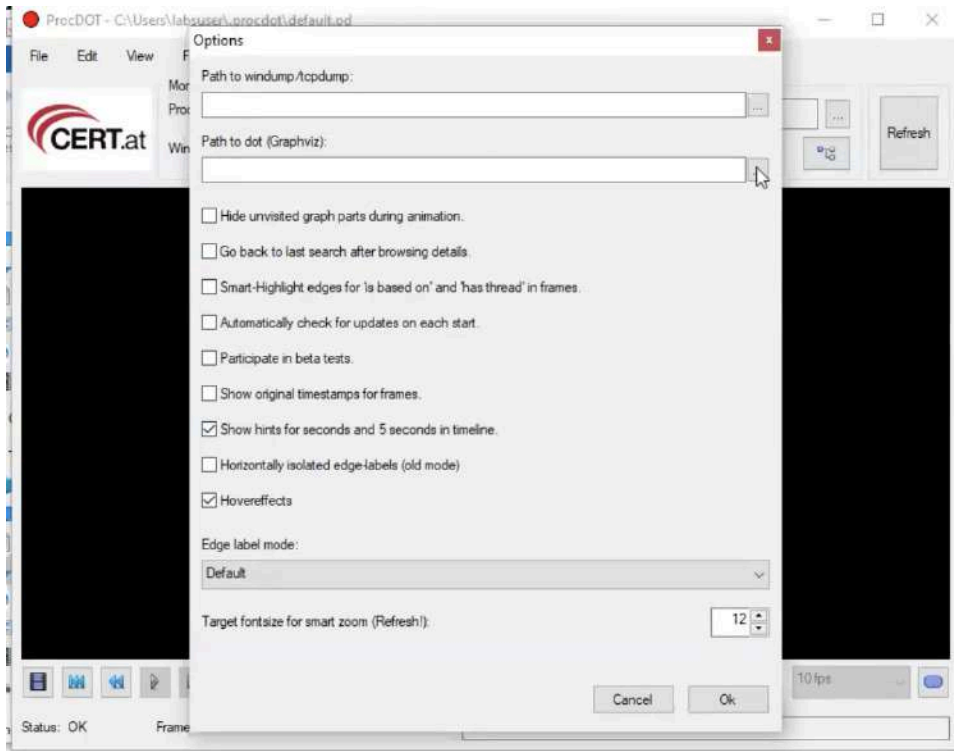 ProcDOT - C:\Users\labsuser\.procdot\default.pd
Options
File Edit View F
Path to windump/tcpdump:
Mon
Proc
...
...
CERT.at
Win
Path to dot (Graphviz):
Refresh
Hide unvisited graph parts during animation.
Go back to last search after browsing details.
Smart-Highlight edges for 'is based on' and 'has thread' in frames.
Automatically check for updates on each start.
Participate in beta tests.
Show original timestamps for frames.
Show hints for seconds and 5 seconds in timeline.
Horizontally isolated edge-labels (old mode)
Hovereffects
Edge label mode:
Default
Target fontsize for smart zoom (Refresh!):
12
10 fps
Cancel Ok
Status: OK Frame